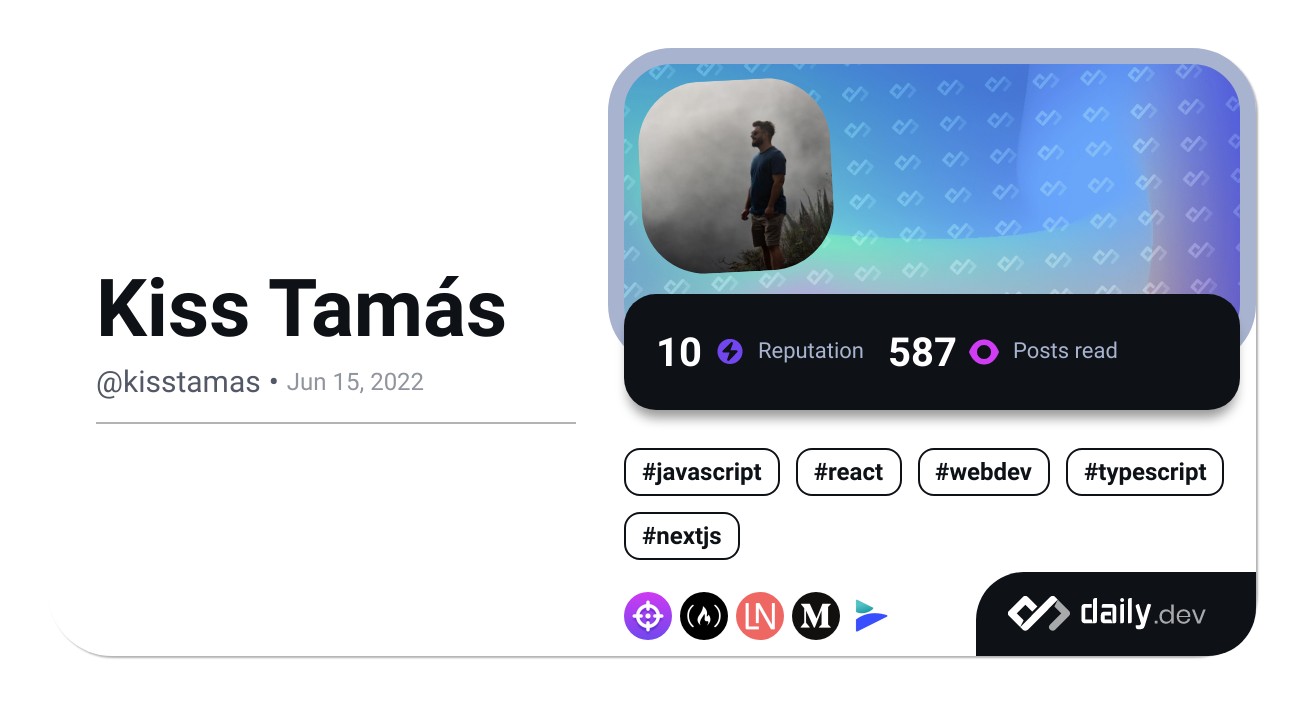 Kiss Tamás
@kisstamas • Jun 15, 2022
10 Reputation 587 Posts read
#javascript #react #webdev #typescript
#nextjs
LN M
daily.dev